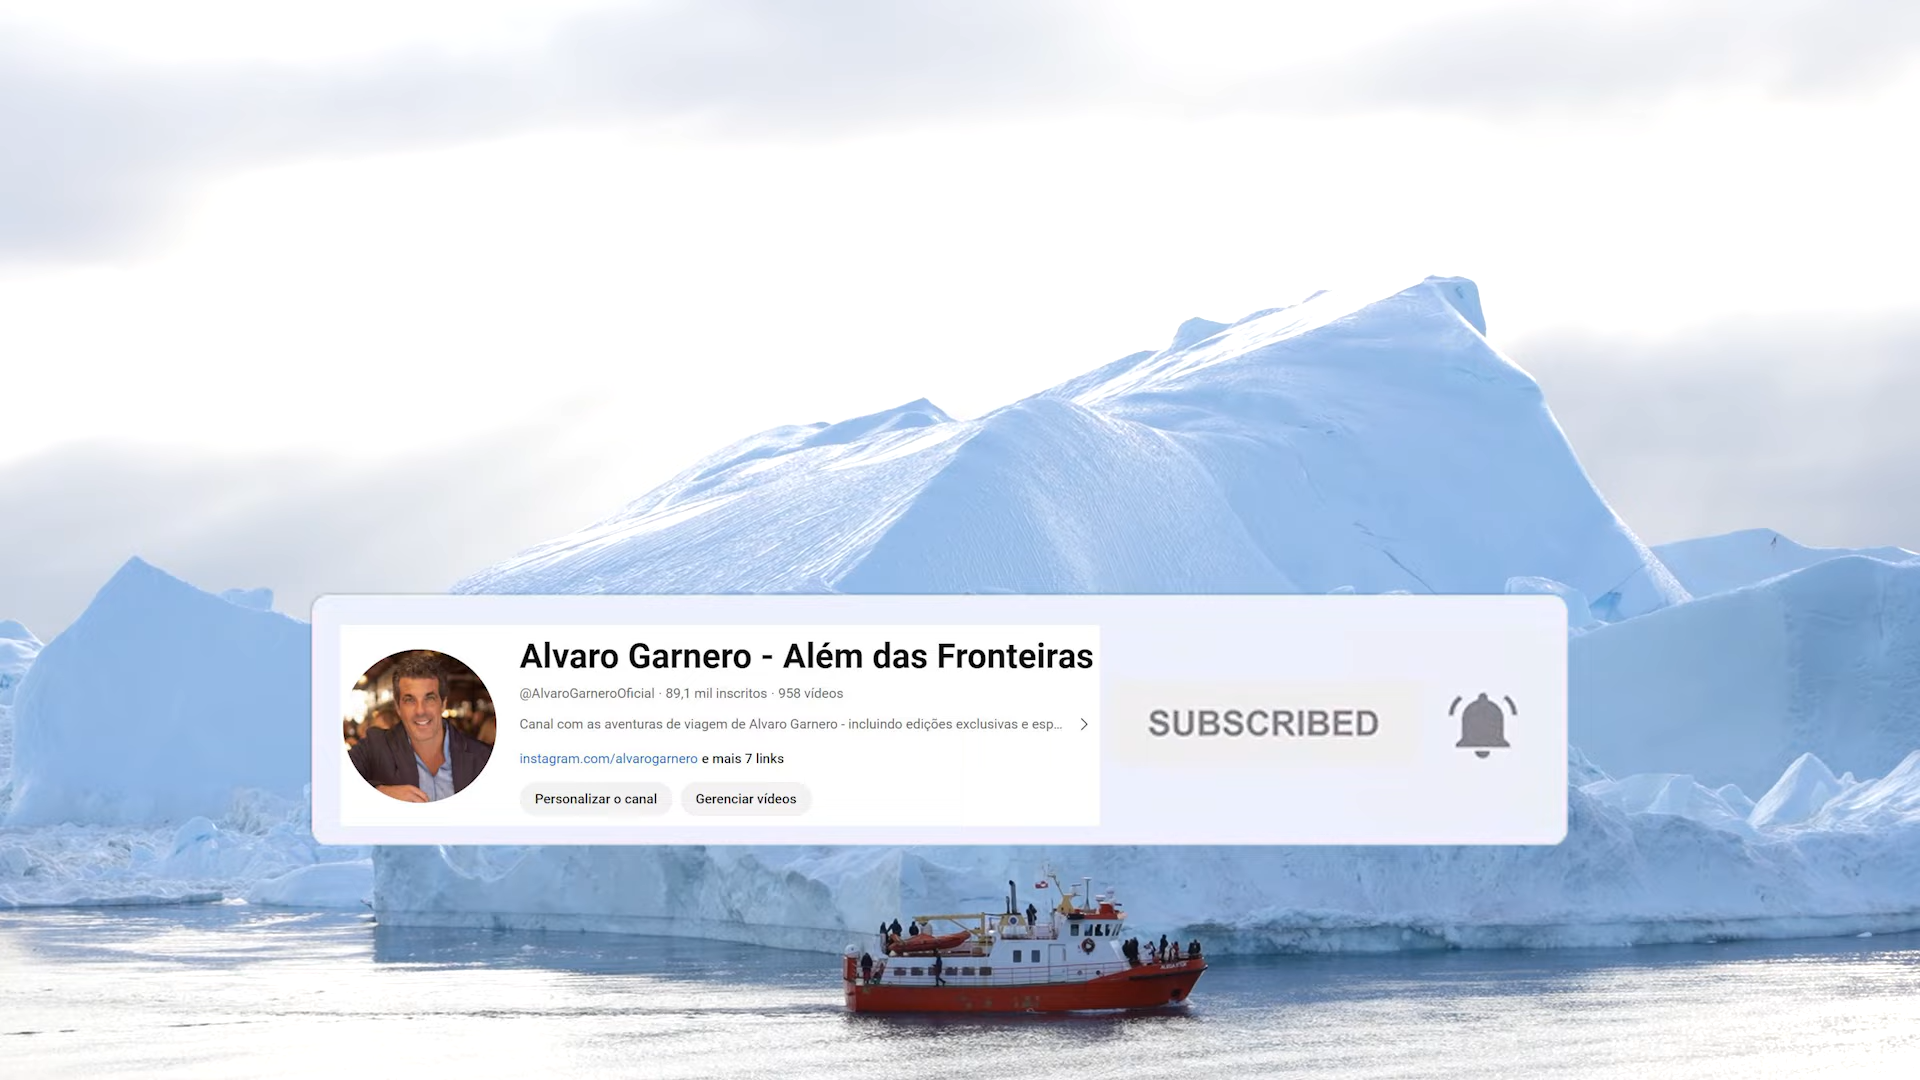 Alvaro Garnero - Além das Fronteiras
@AlvaroGarneroOficial · 89,1 mil inscritos · 958 vídeos
Canal com as aventuras de viagem de Alvaro Garnero - incluindo edições exclusivas e esp...
instagram.com/alvarogarnero e mais 7 links
Personalizar o canal
Gerenciar vídeos
SUBSCRIBED